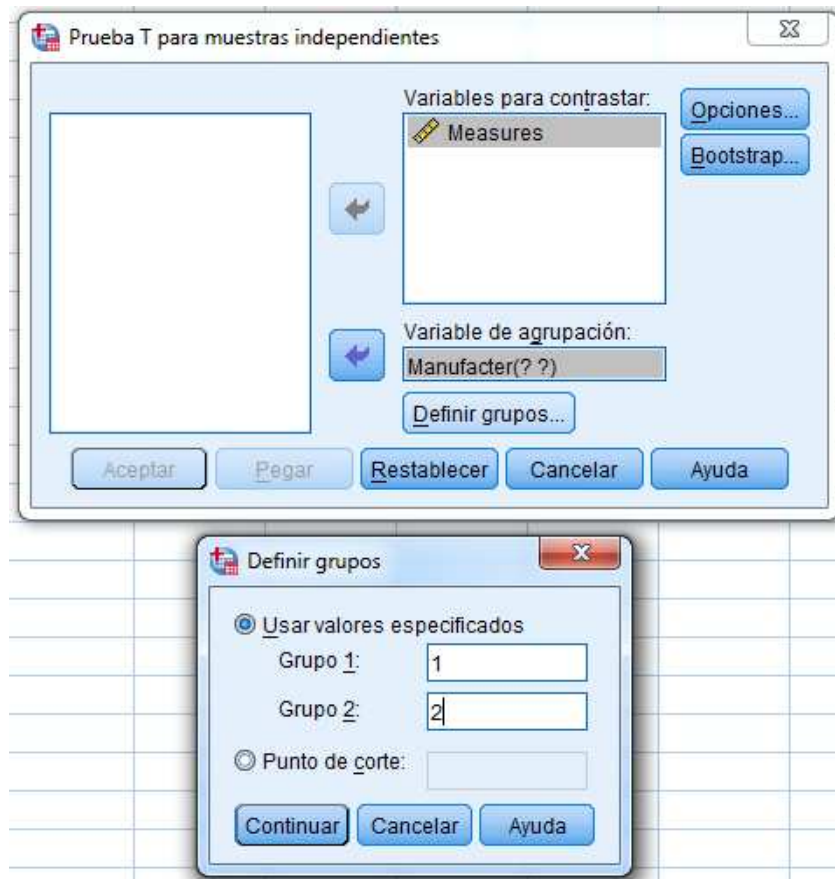 Prueba T para muestras independientes
Variables para contrastar:
Measures
Opciones...
Bootstrap...
Variable de agrupación:
Manufacter(? ?)
Definir grupos...
Aceptar Pegar Restablecer Cancelar Ayuda
Definir grupos
Usar valores especificados
Grupo 1: 1
Grupo 2: 2
Punto de corte:
Continuar Cancelar Ayuda